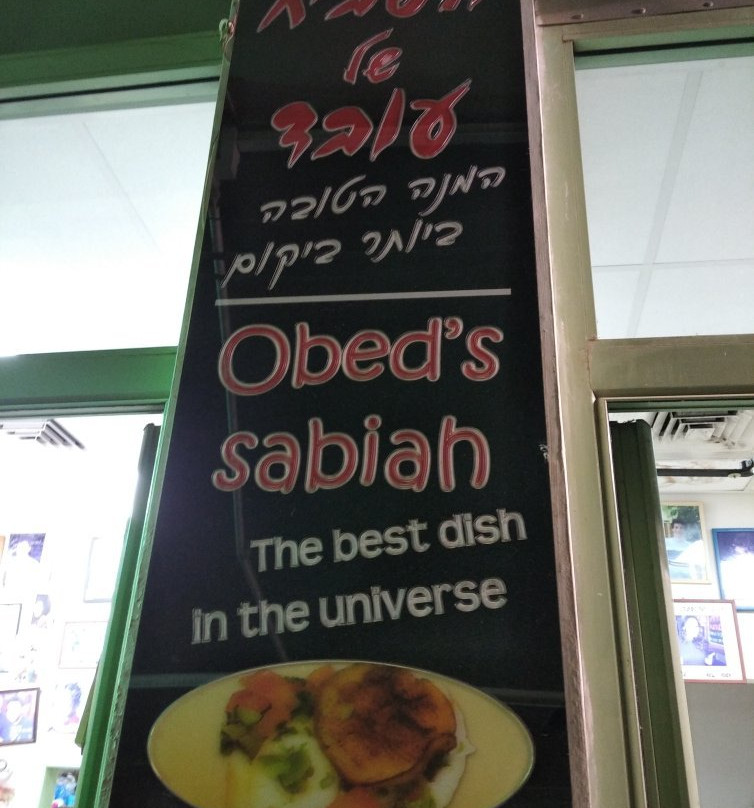 של
עובד
המנה הטובה
ביותר ביקום
Obed's
sabiah
The best dish
in the universe